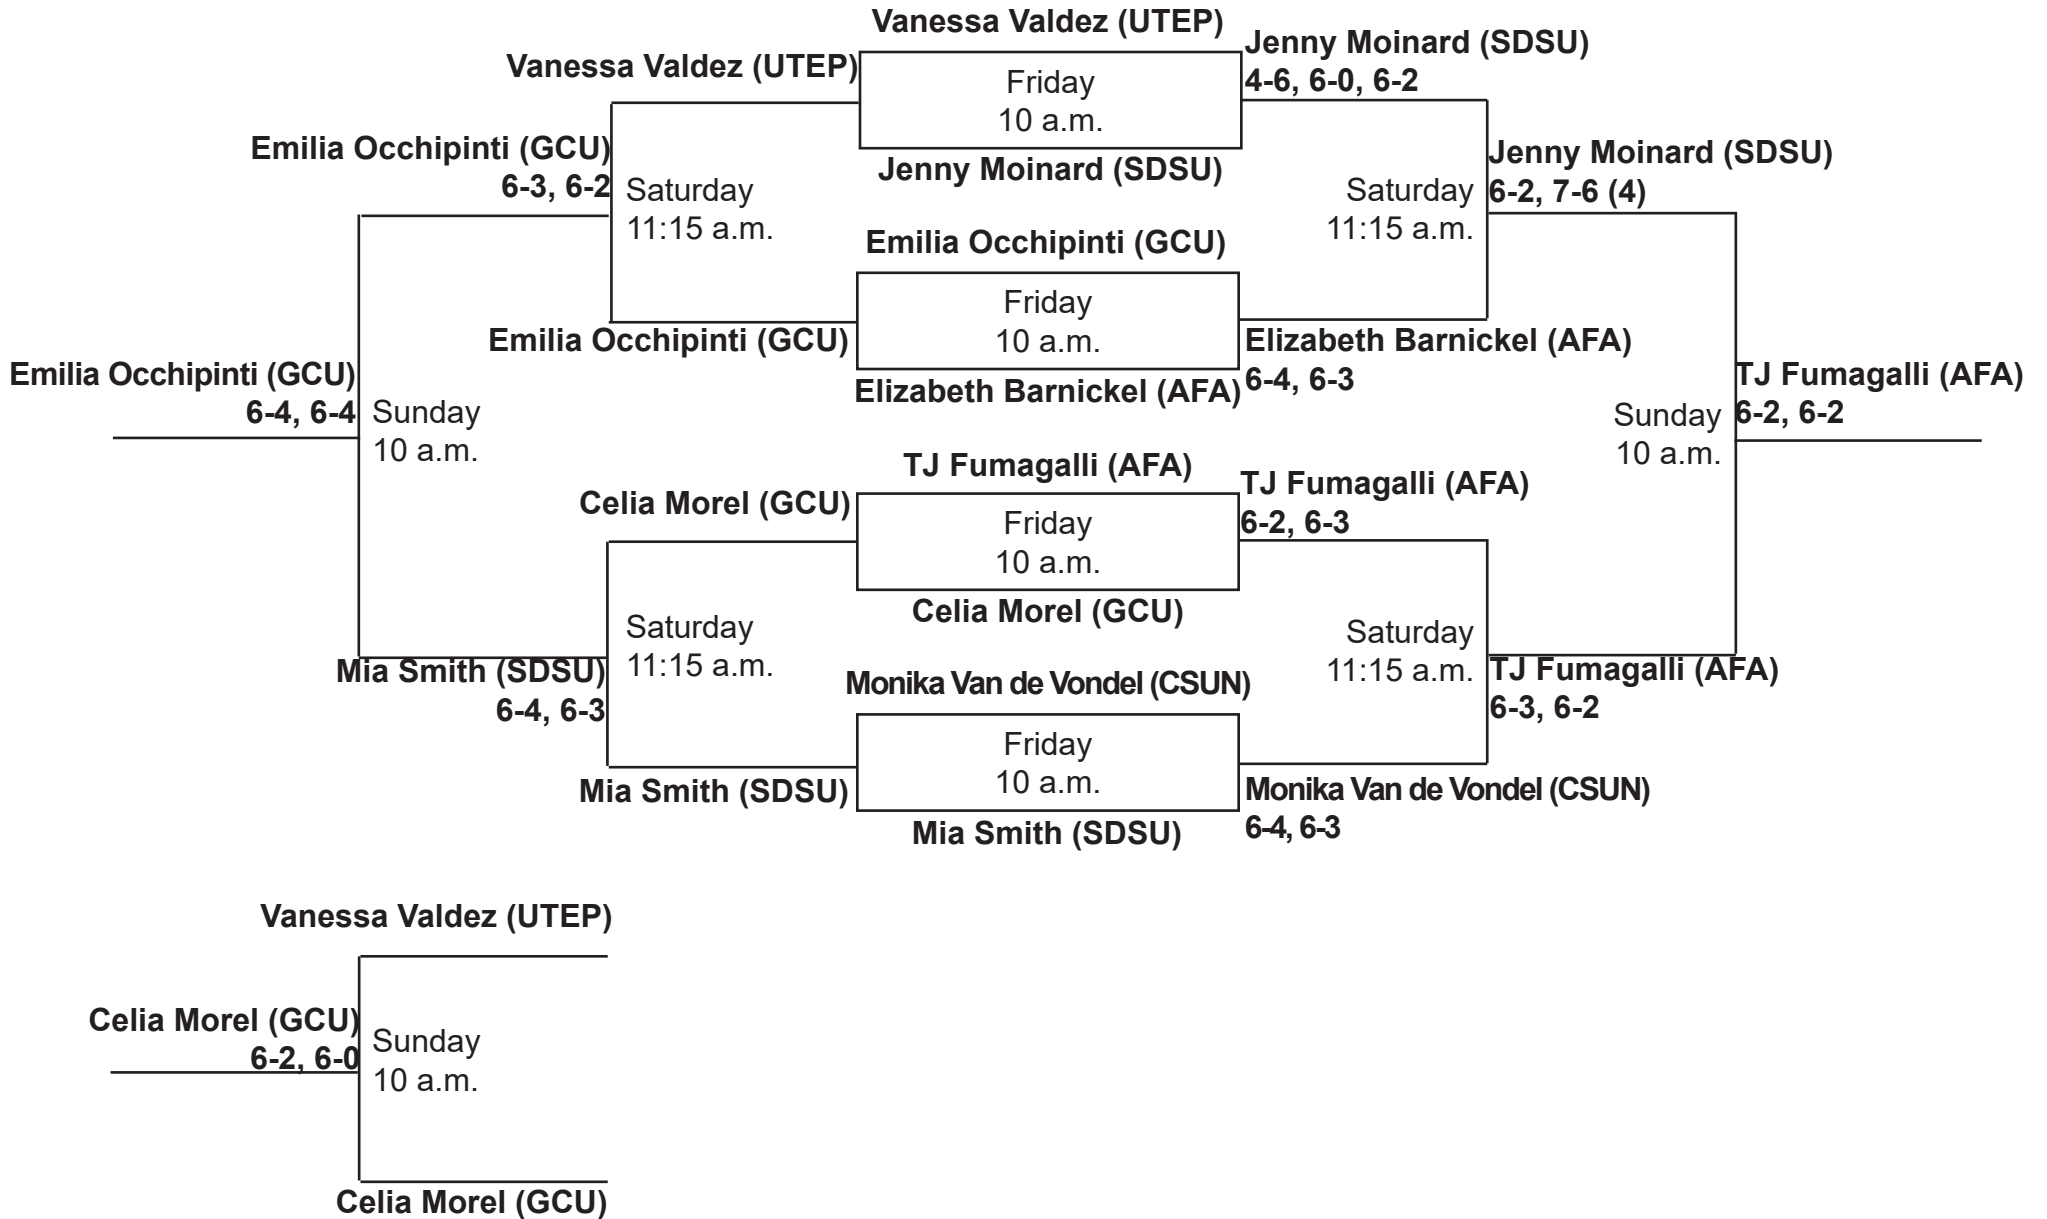 Vanessa Valdez (UTEP)
Vanessa Valdez (UTEP)
Friday
10 a.m.
Jenny Moinard (SDSU)
Jenny Moinard (SDSU)
4-6, 6-0, 6-2
Emilia Occhipinti (GCU)
6-3, 6-2
Saturday
11:15 a.m.
Saturday
11:15 a.m.
Jenny Moinard (SDSU)
6-2, 7-6 (4)
Emilia Occhipinti (GCU)
Emilia Occhipinti (GCU)
Friday
10 a.m.
Elizabeth Barnickel (AFA)
Elizabeth Barnickel (AFA)
6-4, 6-3
Emilia Occhipinti (GCU)
6-4, 6-4
Sunday
10 a.m.
Sunday
10 a.m.
TJ Fumagalli (AFA)
6-2, 6-2
TJ Fumagalli (AFA)
Celia Morel (GCU)
Friday
10 a.m.
Celia Morel (GCU)
TJ Fumagalli (AFA)
6-2, 6-3
Mia Smith (SDSU)
6-4, 6-3
Saturday
11:15 a.m.
Saturday
11:15 a.m.
TJ Fumagalli (AFA)
6-3, 6-2
Monika Van de Vondel (CSUN)
Mia Smith (SDSU)
Friday
10 a.m.
Mia Smith (SDSU)
Monika Van de Vondel (CSUN)
6-4, 6-3
Vanessa Valdez (UTEP)
Celia Morel (GCU)
6-2, 6-0
Sunday
10 a.m.
Celia Morel (GCU)